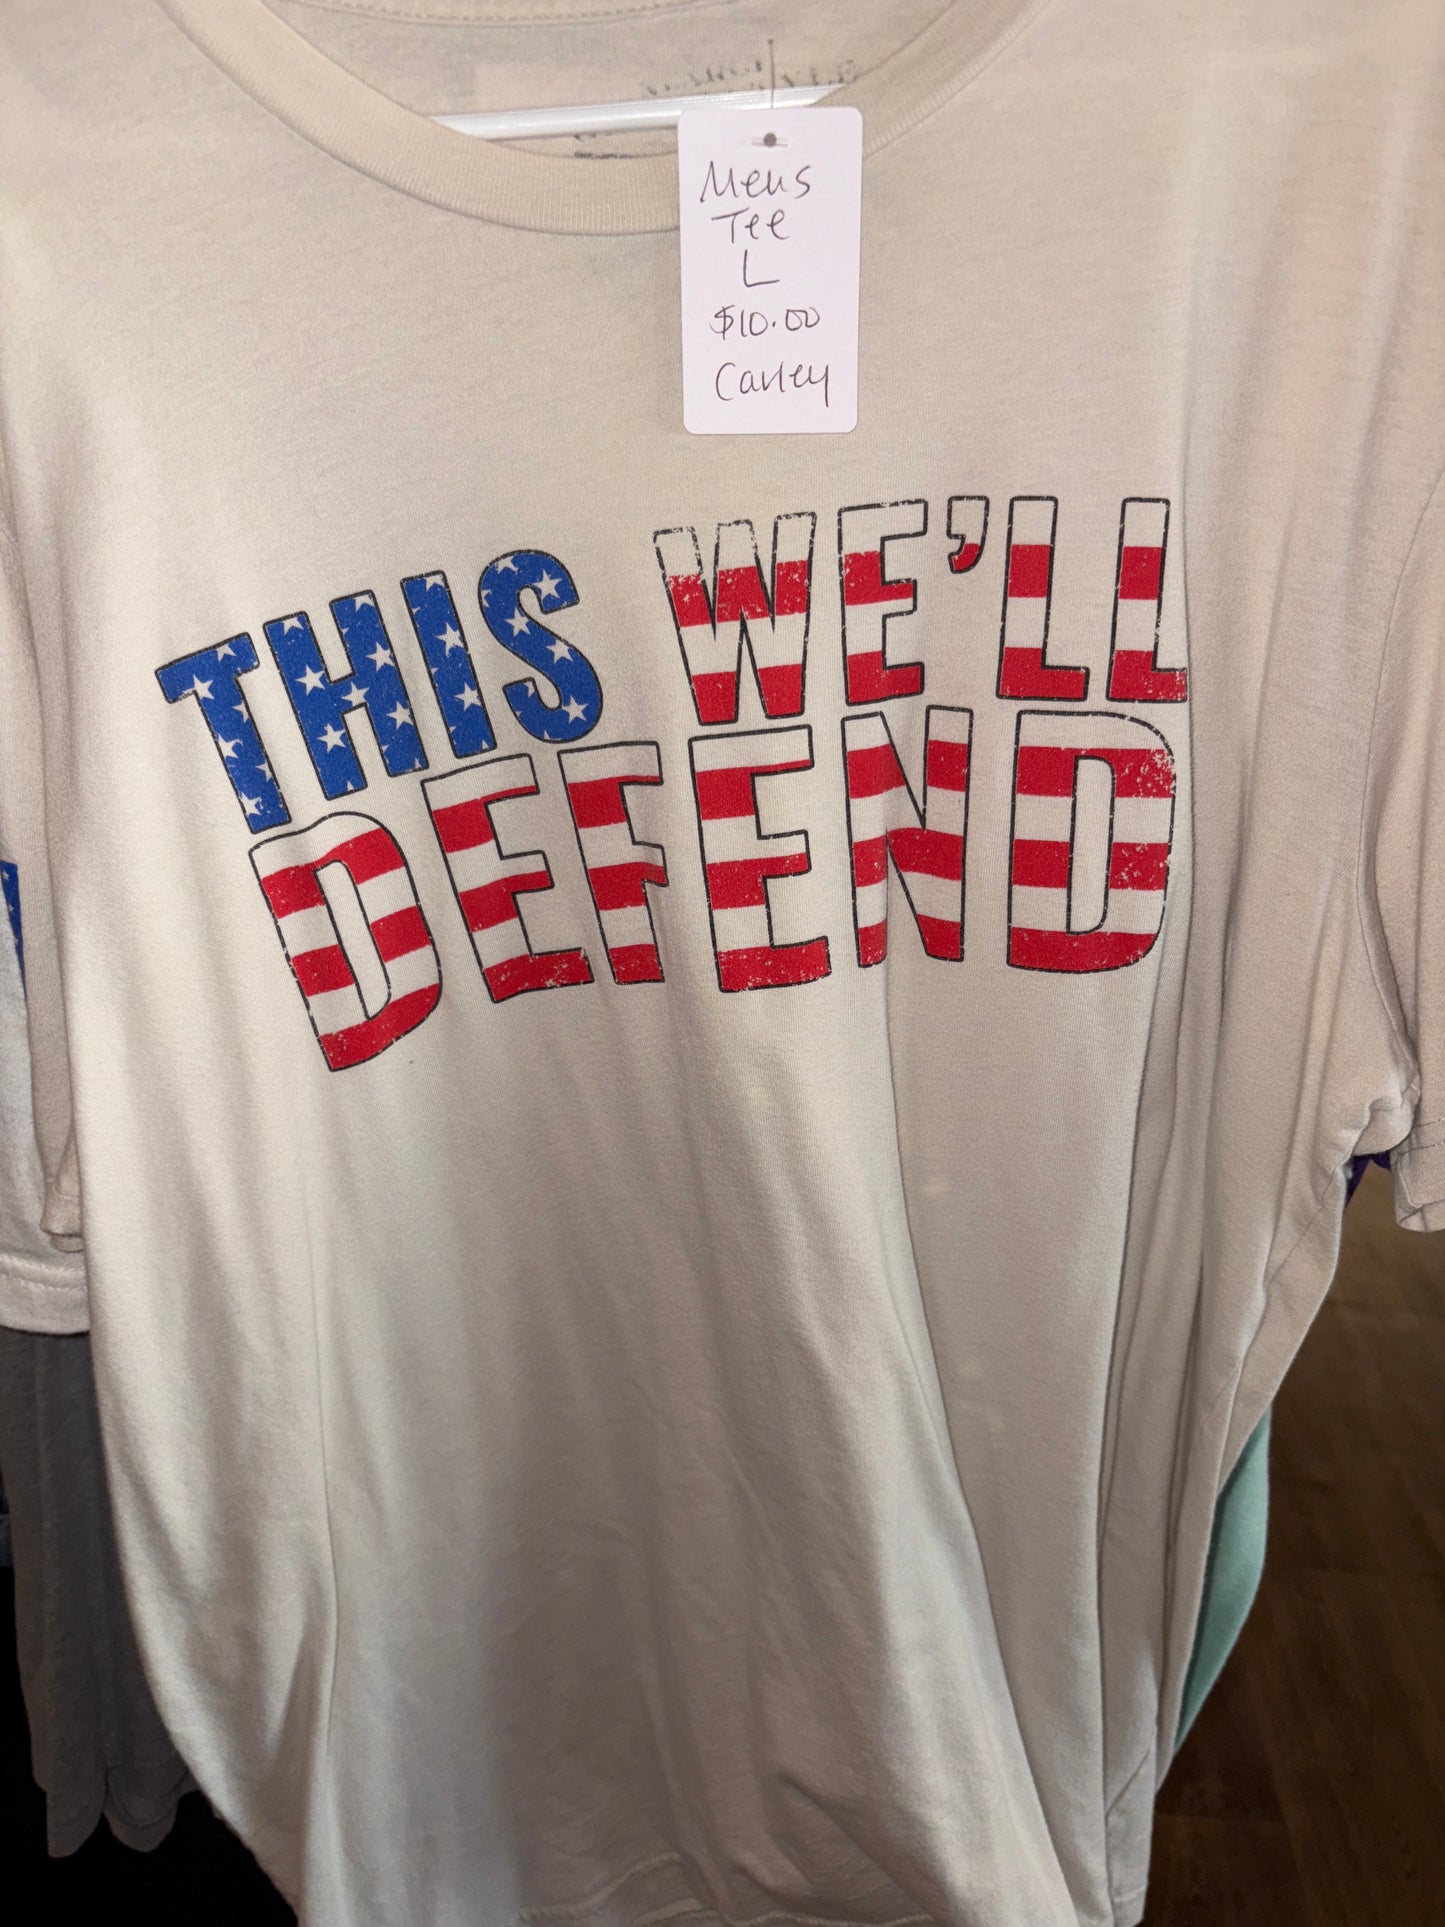 Mens
Tee
L
$10.00
Carley
THIS WE'LL
DEFEND